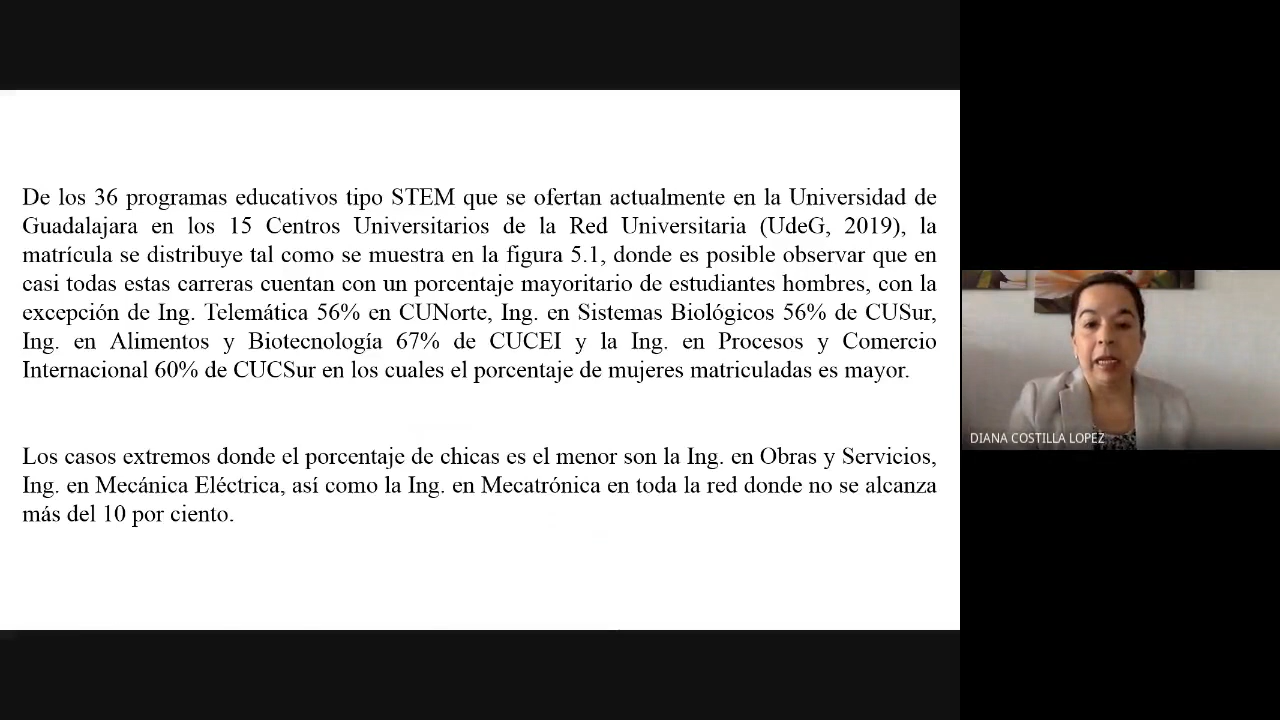 De los 36 programas educativos tipo STEM que se ofertan actualmente en la Universidad de
Guadalajara en los 15 Centros Universitarios de la Red Universitaria (UdeG, 2019), la
matrícula se distribuye tal como se muestra en la figura 5.1, donde es posible observar que en
casi todas estas carreras cuentan con un porcentaje mayoritario de estudiantes hombres, con la
excepción de Ing. Telemática 56% en CUNorte, Ing. en Sistemas Biológicos 56% de CUSur,
Ing. en Alimentos y Biotecnología 67% de CUCEI y la Ing. en Procesos y Comercio
Internacional 60% de CUCSur en los cuales el porcentaje de mujeres matriculadas es mayor.
Los casos extremos donde el porcentaje de chicas es el menor son la Ing. en Obras y Servicios,
Ing. en Mecánica Eléctrica, así como la Ing. en Mecatrónica en toda la red donde no se alcanza
más del 10 por ciento.
DIANA COSTILLA LOPEZ